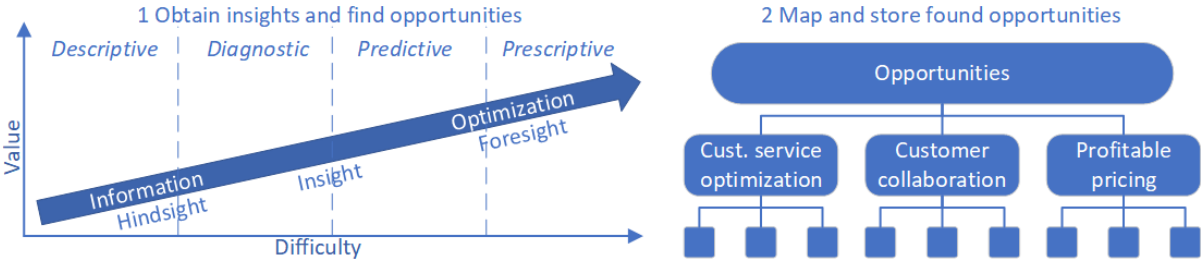 1 Obtain insights and find opportunities
Descriptive
Diagnostic
Predictive
Prescriptive
Value
Information
Hindsight
Insight
Optimization
Foresight
Difficulty
2 Map and store found opportunities
Opportunities
Cust. service
optimization
Customer
collaboration
Profitable
pricing